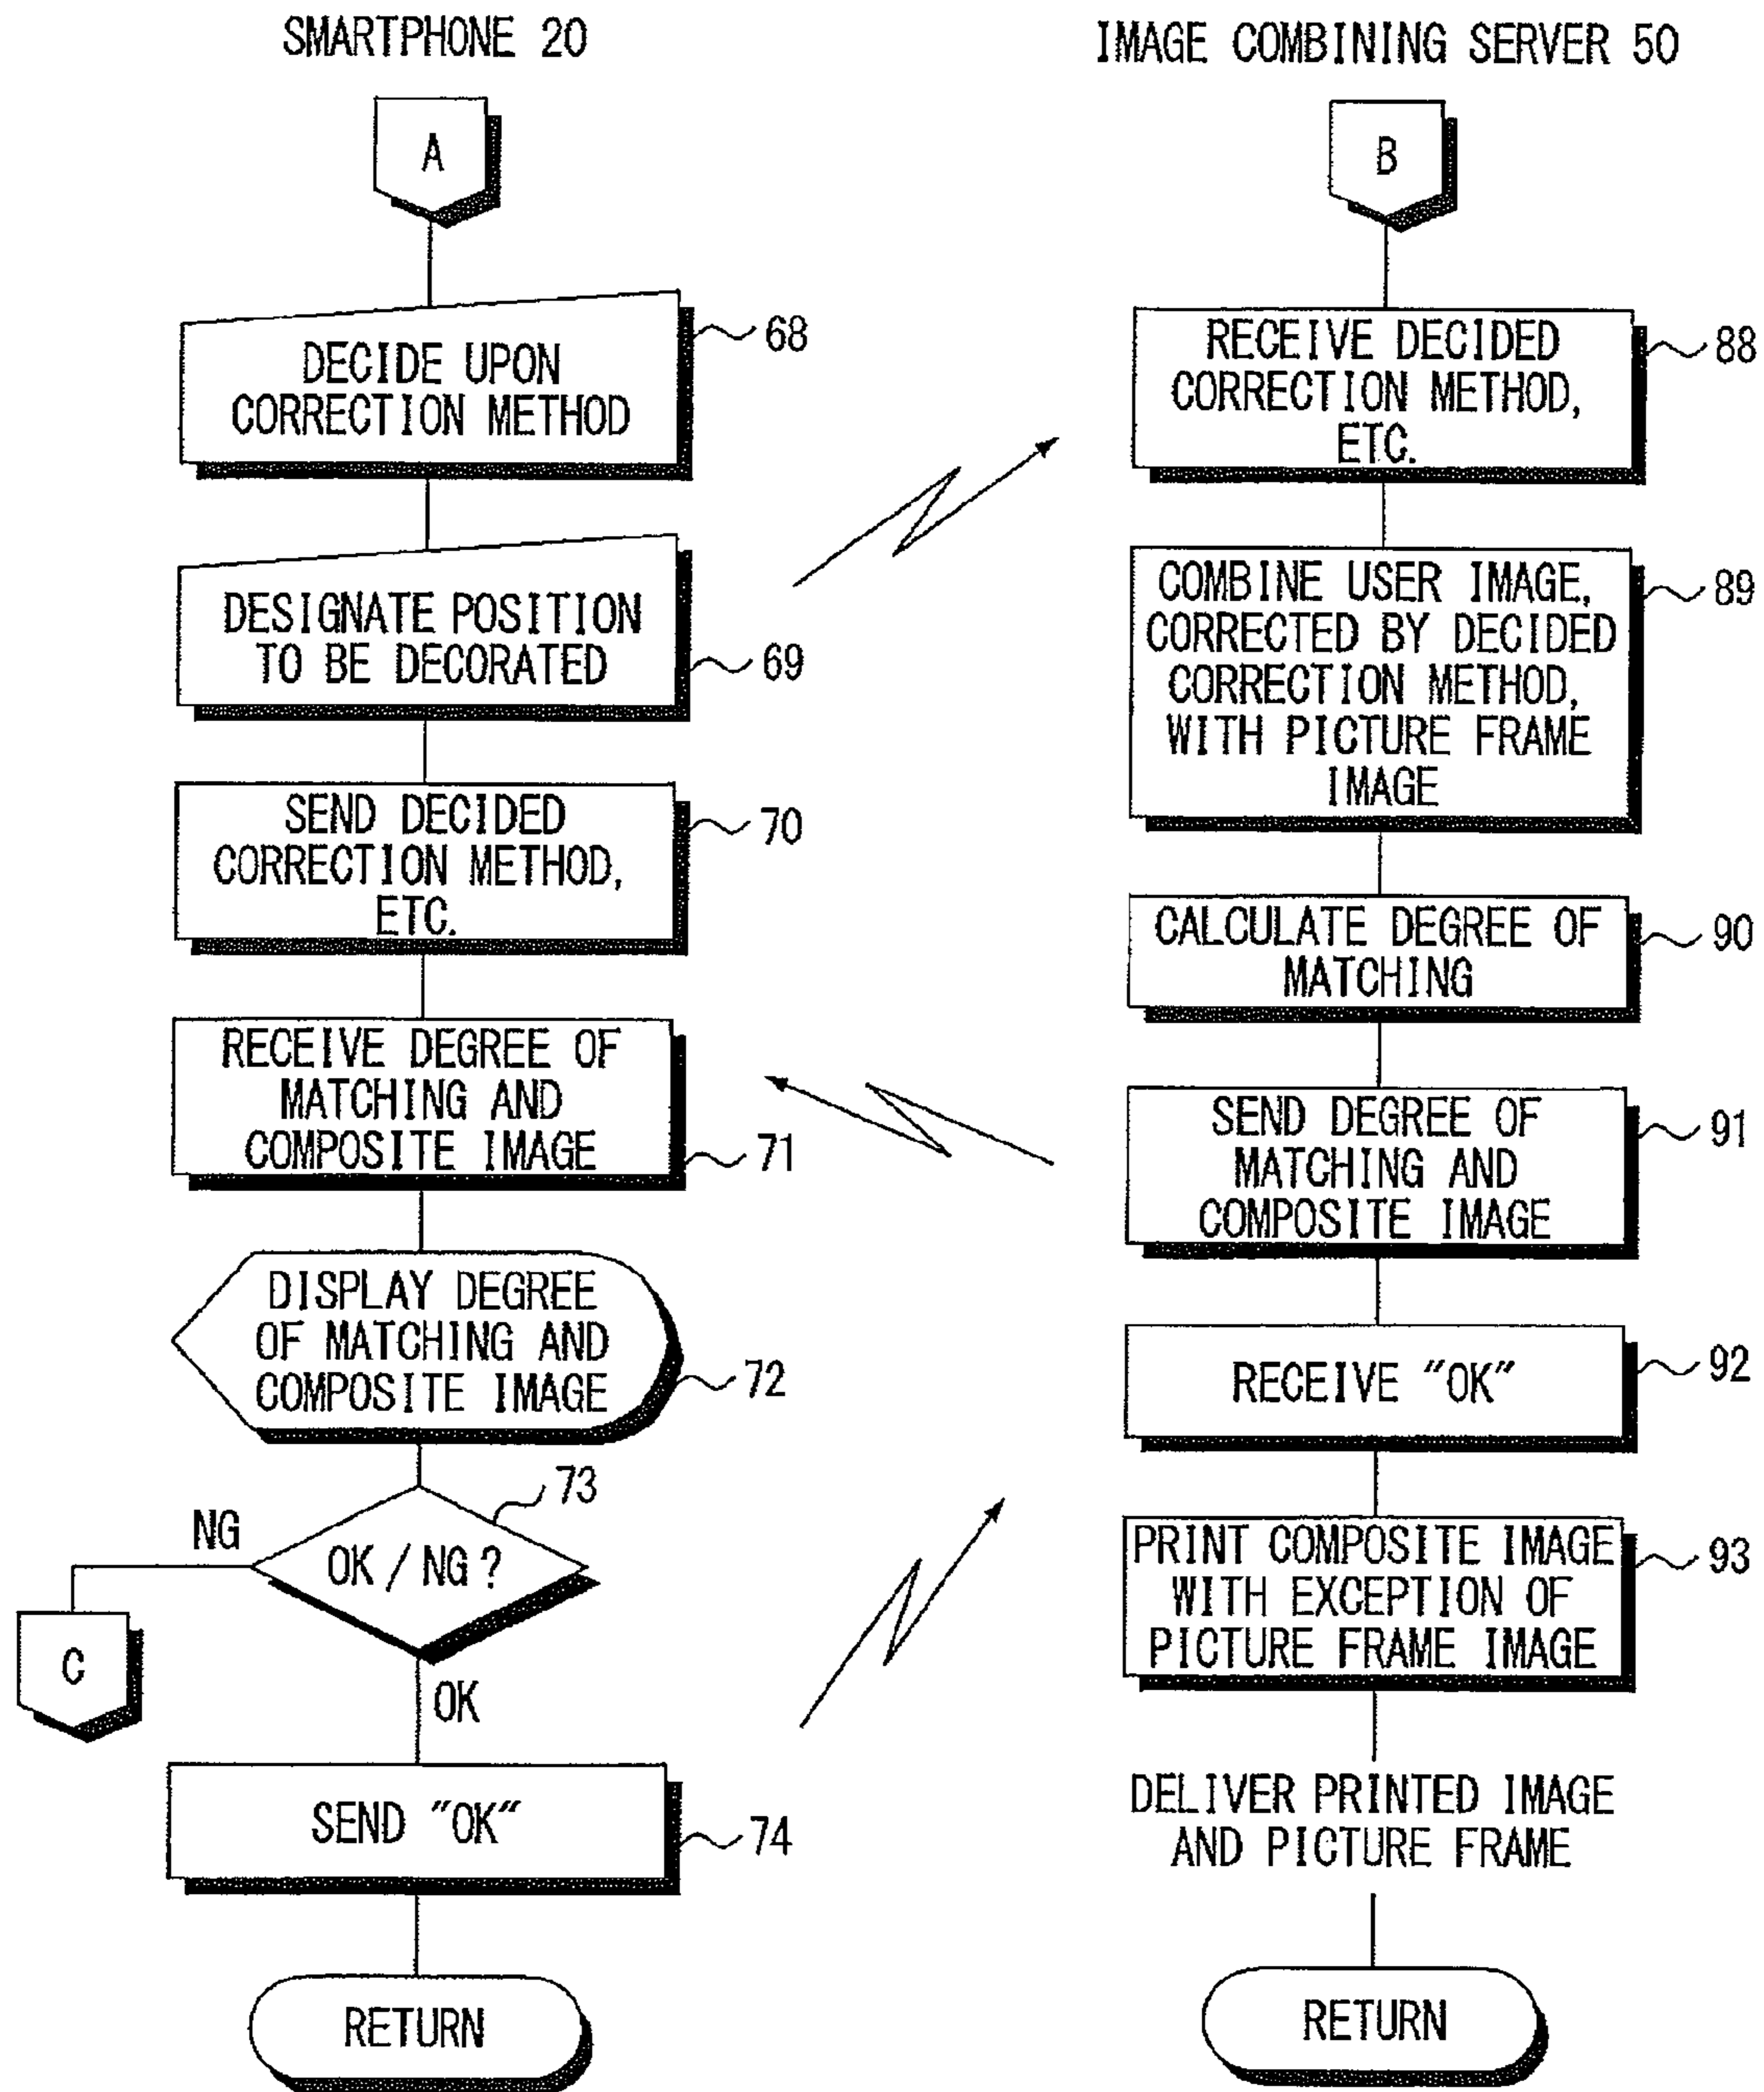 SMARTPHONE 20
A
DECIDE UPON
CORRECTION METHOD
68
DESIGNATE POSITION
TO BE DECORATED
69
SEND DECIDED
CORRECTION METHOD,
ETC.
70
RECEIVE DEGREE OF
MATCHING AND
COMPOSITE IMAGE
71
DISPLAY DEGREE
OF MATCHING AND
COMPOSITE IMAGE
72
73
NG
OK / NG ?
C
OK
SEND "OK"
74
RETURN
IMAGE COMBINING SERVER 50
B
RECEIVE DECIDED
CORRECTION METHOD,
ETC.
88
COMBINE USER IMAGE,
CORRECTED BY DECIDED
CORRECTION METHOD,
WITH PICTURE FRAME
IMAGE
89
CALCULATE DEGREE OF
MATCHING
90
SEND DEGREE OF
MATCHING AND
COMPOSITE IMAGE
91
RECEIVE "OK"
92
PRINT COMPOSITE IMAGE
WITH EXCEPTION OF
PICTURE FRAME IMAGE
93
DELIVER PRINTED IMAGE
AND PICTURE FRAME
RETURN